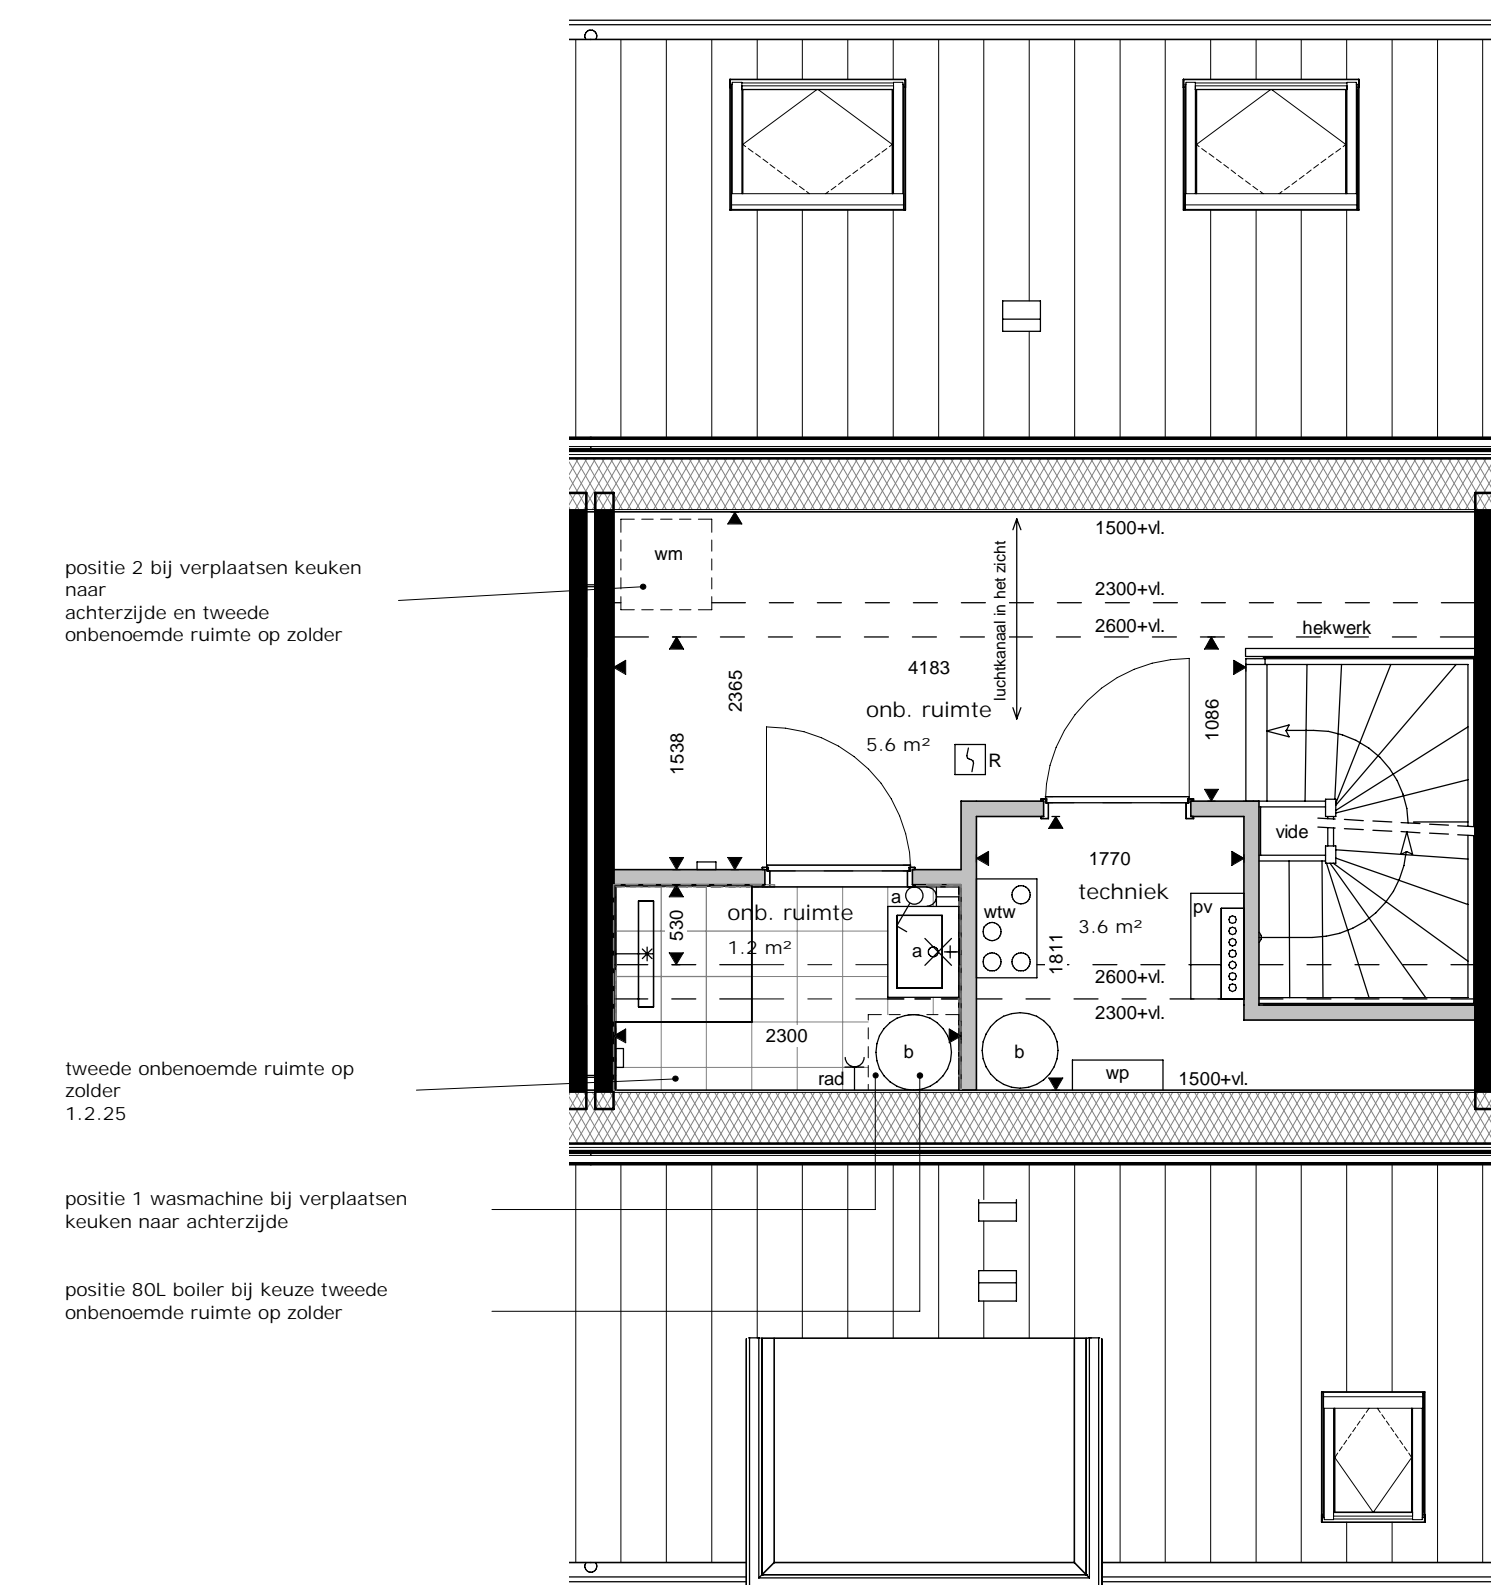 positie 2 bij verplaatsen keuken
naar
achterzijde en tweede
onbenoemde ruimte op zolder
tweede onbenoemde ruimte op
zolder
1.2.25
positie 1 wasmachine bij verplaatsen
keuken naar achterzijde
positie 80L boiler bij keuze tweede
onbenoemde ruimte op zolder
wm
luchtkanaal in het zicht
1500+vl.
2300+vl.
2600+vl.
hekwerk
4183
2365
1538
1086
onb. ruimte
5.6 m²
R
vide
1770
techniek
3.6 m²
wtw
pv
1811
a
onb. ruimte
1.2 m²
530
a
2600+vl.
2300+vl.
2300
b
b
rad
wp
1500+vl.